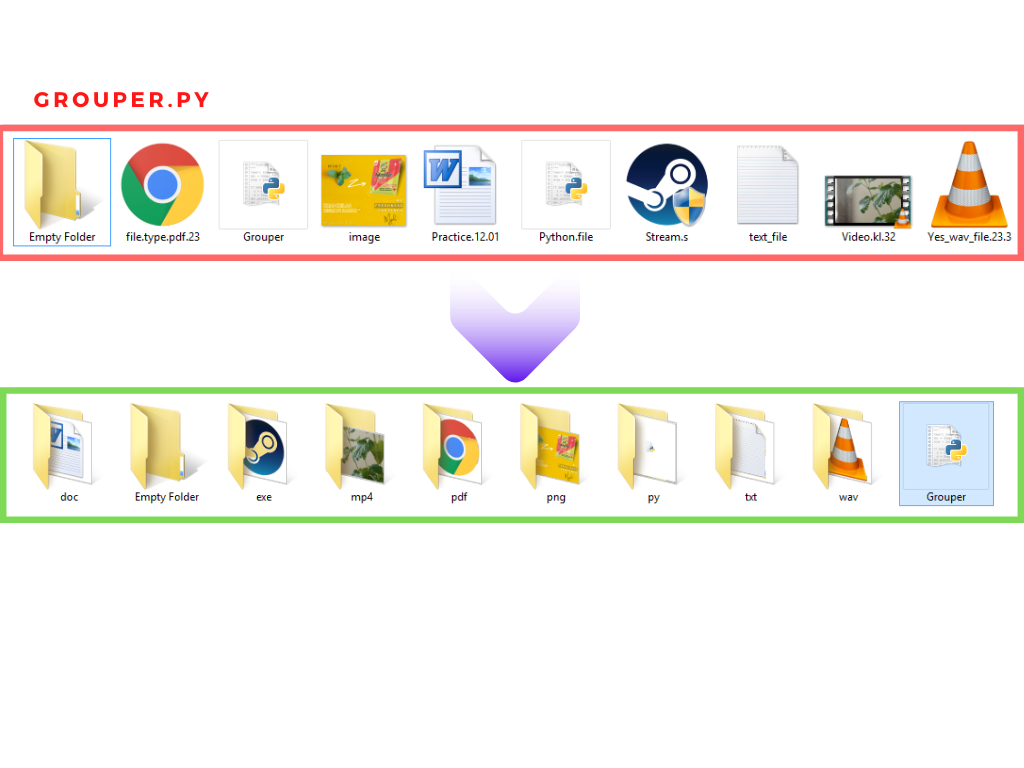 GROUPER.PY
Empty Folder
file.type.pdf.23
Grouper
image
Practice.12.01
Python.file
Stream.s
text_file
Video.kl.32
Yes_wav_file.23.3
doc
Empty Folder
exe
mp4
pdf
png
py
txt
wav
Grouper